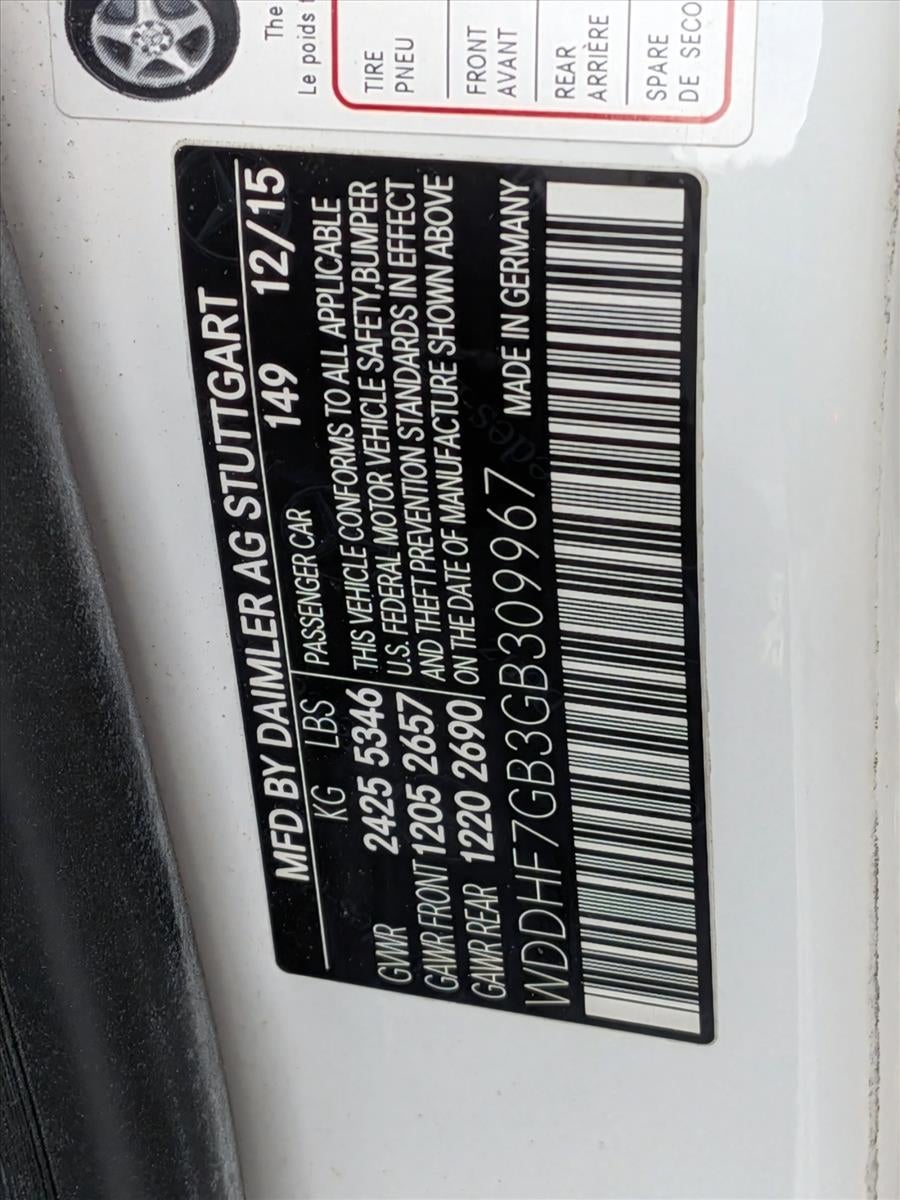 The
Le poids
TIRE
PNEU
FRONT
AVANT
REAR
ARRIÈRE
SPARE
DE SECO
MFD BY DAIMLER AG STUTTGART
149 12/15
KG LBS
PASSENGER CAR
GVWR 2425 5346
GAWR FRONT 1205 2657
GAWR REAR 1220 2690
THIS VEHICLE CONFORMS TO ALL APPLICABLE
U.S. FEDERAL MOTOR VEHICLE SAFETY,BUMPER
AND THEFT PREVENTION STANDARDS IN EFFECT
ON THE DATE OF MANUFACTURE SHOWN ABOVE
WDDHF7GB3GB309967 MADE IN GERMANY